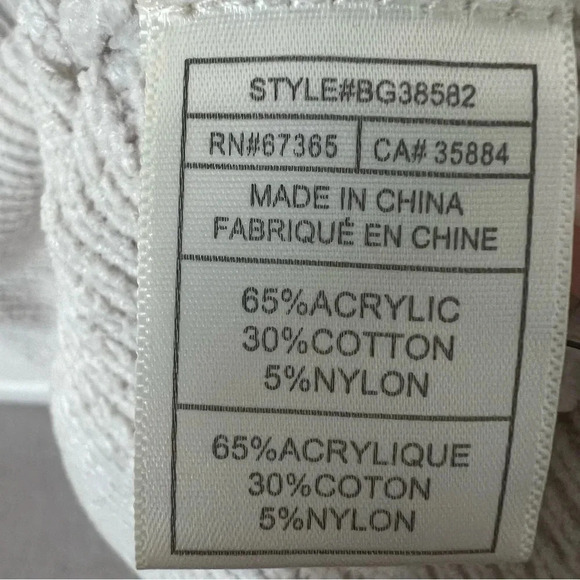 STYLE#BG38582
RN#67365 CA# 35884
MADE IN CHINA
FABRIQUÉ EN CHINE
65%ACRYLIC
30%COTTON
5%NYLON
65%ACRYLIQUE
30%COTON
5%NYLON